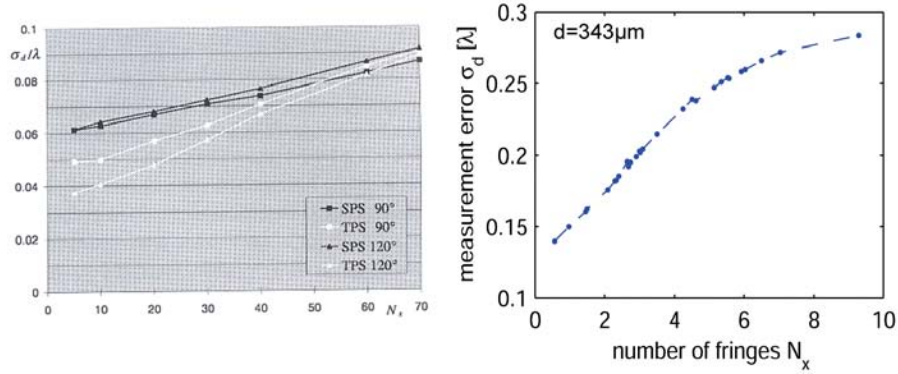 0.1
σd/λ
0.08
0.06
0.04
0.02
0
SPS 90°
TPS 90°
SPS 120°
TPS 120°
0 10 20 30 40 50 60 Ns 70
0.3
0.25
0.2
0.15
0.1
measurement error σd [λ]
d=343μm
0 2 4 6 8 10
number of fringes Nx